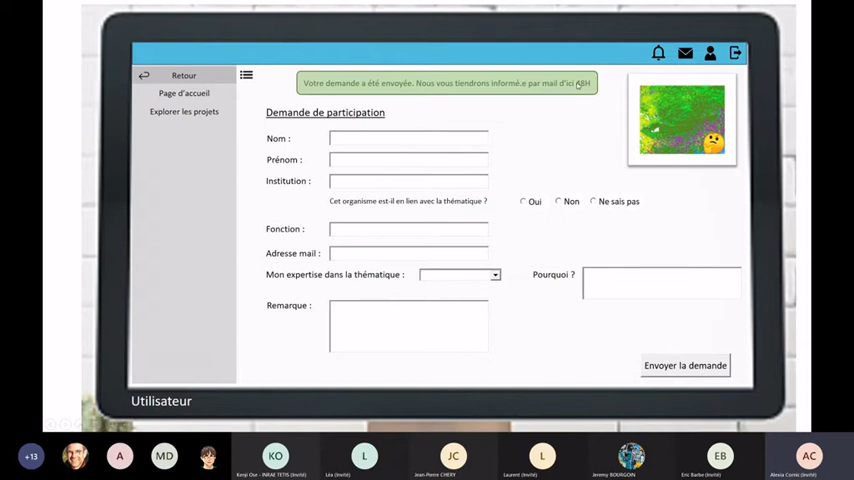 Retour
Page d'accueil
Explorer les projets
Votre demande a été envoyée. Nous vous tiendrons informé.e par mail d'ici 48H
Demande de participation
Nom :
Prénom :
Institution :
Cet organisme est-il en lien avec la thématique ?
Oui
Non
Ne sais pas
Fonction :
Adresse mail :
Mon expertise dans la thématique :
Pourquoi ?
Remarque :
Envoyer la demande
Utilisateur
+13
A
MD
KO
L
JC
L
EB
AC
Kenji Ose - INRAE TETIS (Invité)
Léa (Invité)
Jean-Pierre CHERY
Laurent (Invité)
Jeremy BOURGOIN
Eric Barbe (Invité)
Alexia Cornic (Invité)